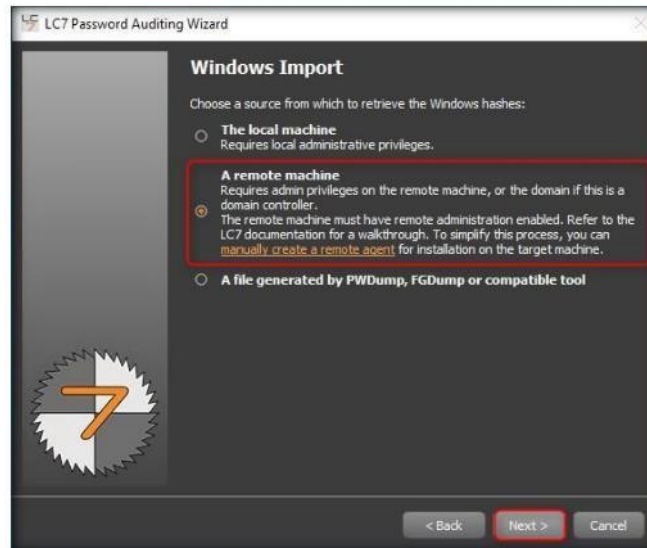 LC7 Password Auditing Wizard
Windows Import
Choose a source from which to retrieve the Windows hashes:
The local machine
Requires local administrative privileges.
A remote machine
Requires admin privileges on the remote machine, or the domain if this is a
domain controller.
The remote machine must have remote administration enabled. Refer to the
LC7 documentation for a walkthrough. To simplify this process, you can
manually create a remote agent for installation on the target machine.
A file generated by PWDump, FGDump or compatible tool
7
< Back
Next >
Cancel